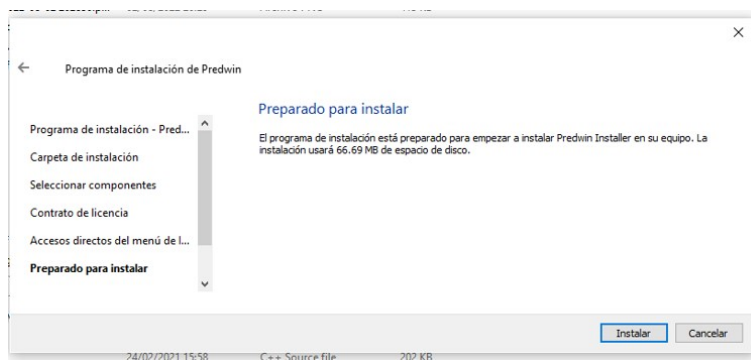 Programa de instalación de Predwin
Preparado para instalar
El programa de instalación está preparado para empezar a instalar Predwin Installer en su equipo. La
instalación usará 66.69 MB de espacio de disco.
Programa de instalación - Pred...
Carpeta de instalación
Seleccionar componentes
Contrato de licencia
Accesos directos del menú de I...
Preparado para instalar
Instalar
Cancelar
24/02/2021 15:58 C++ Source file 202 KB